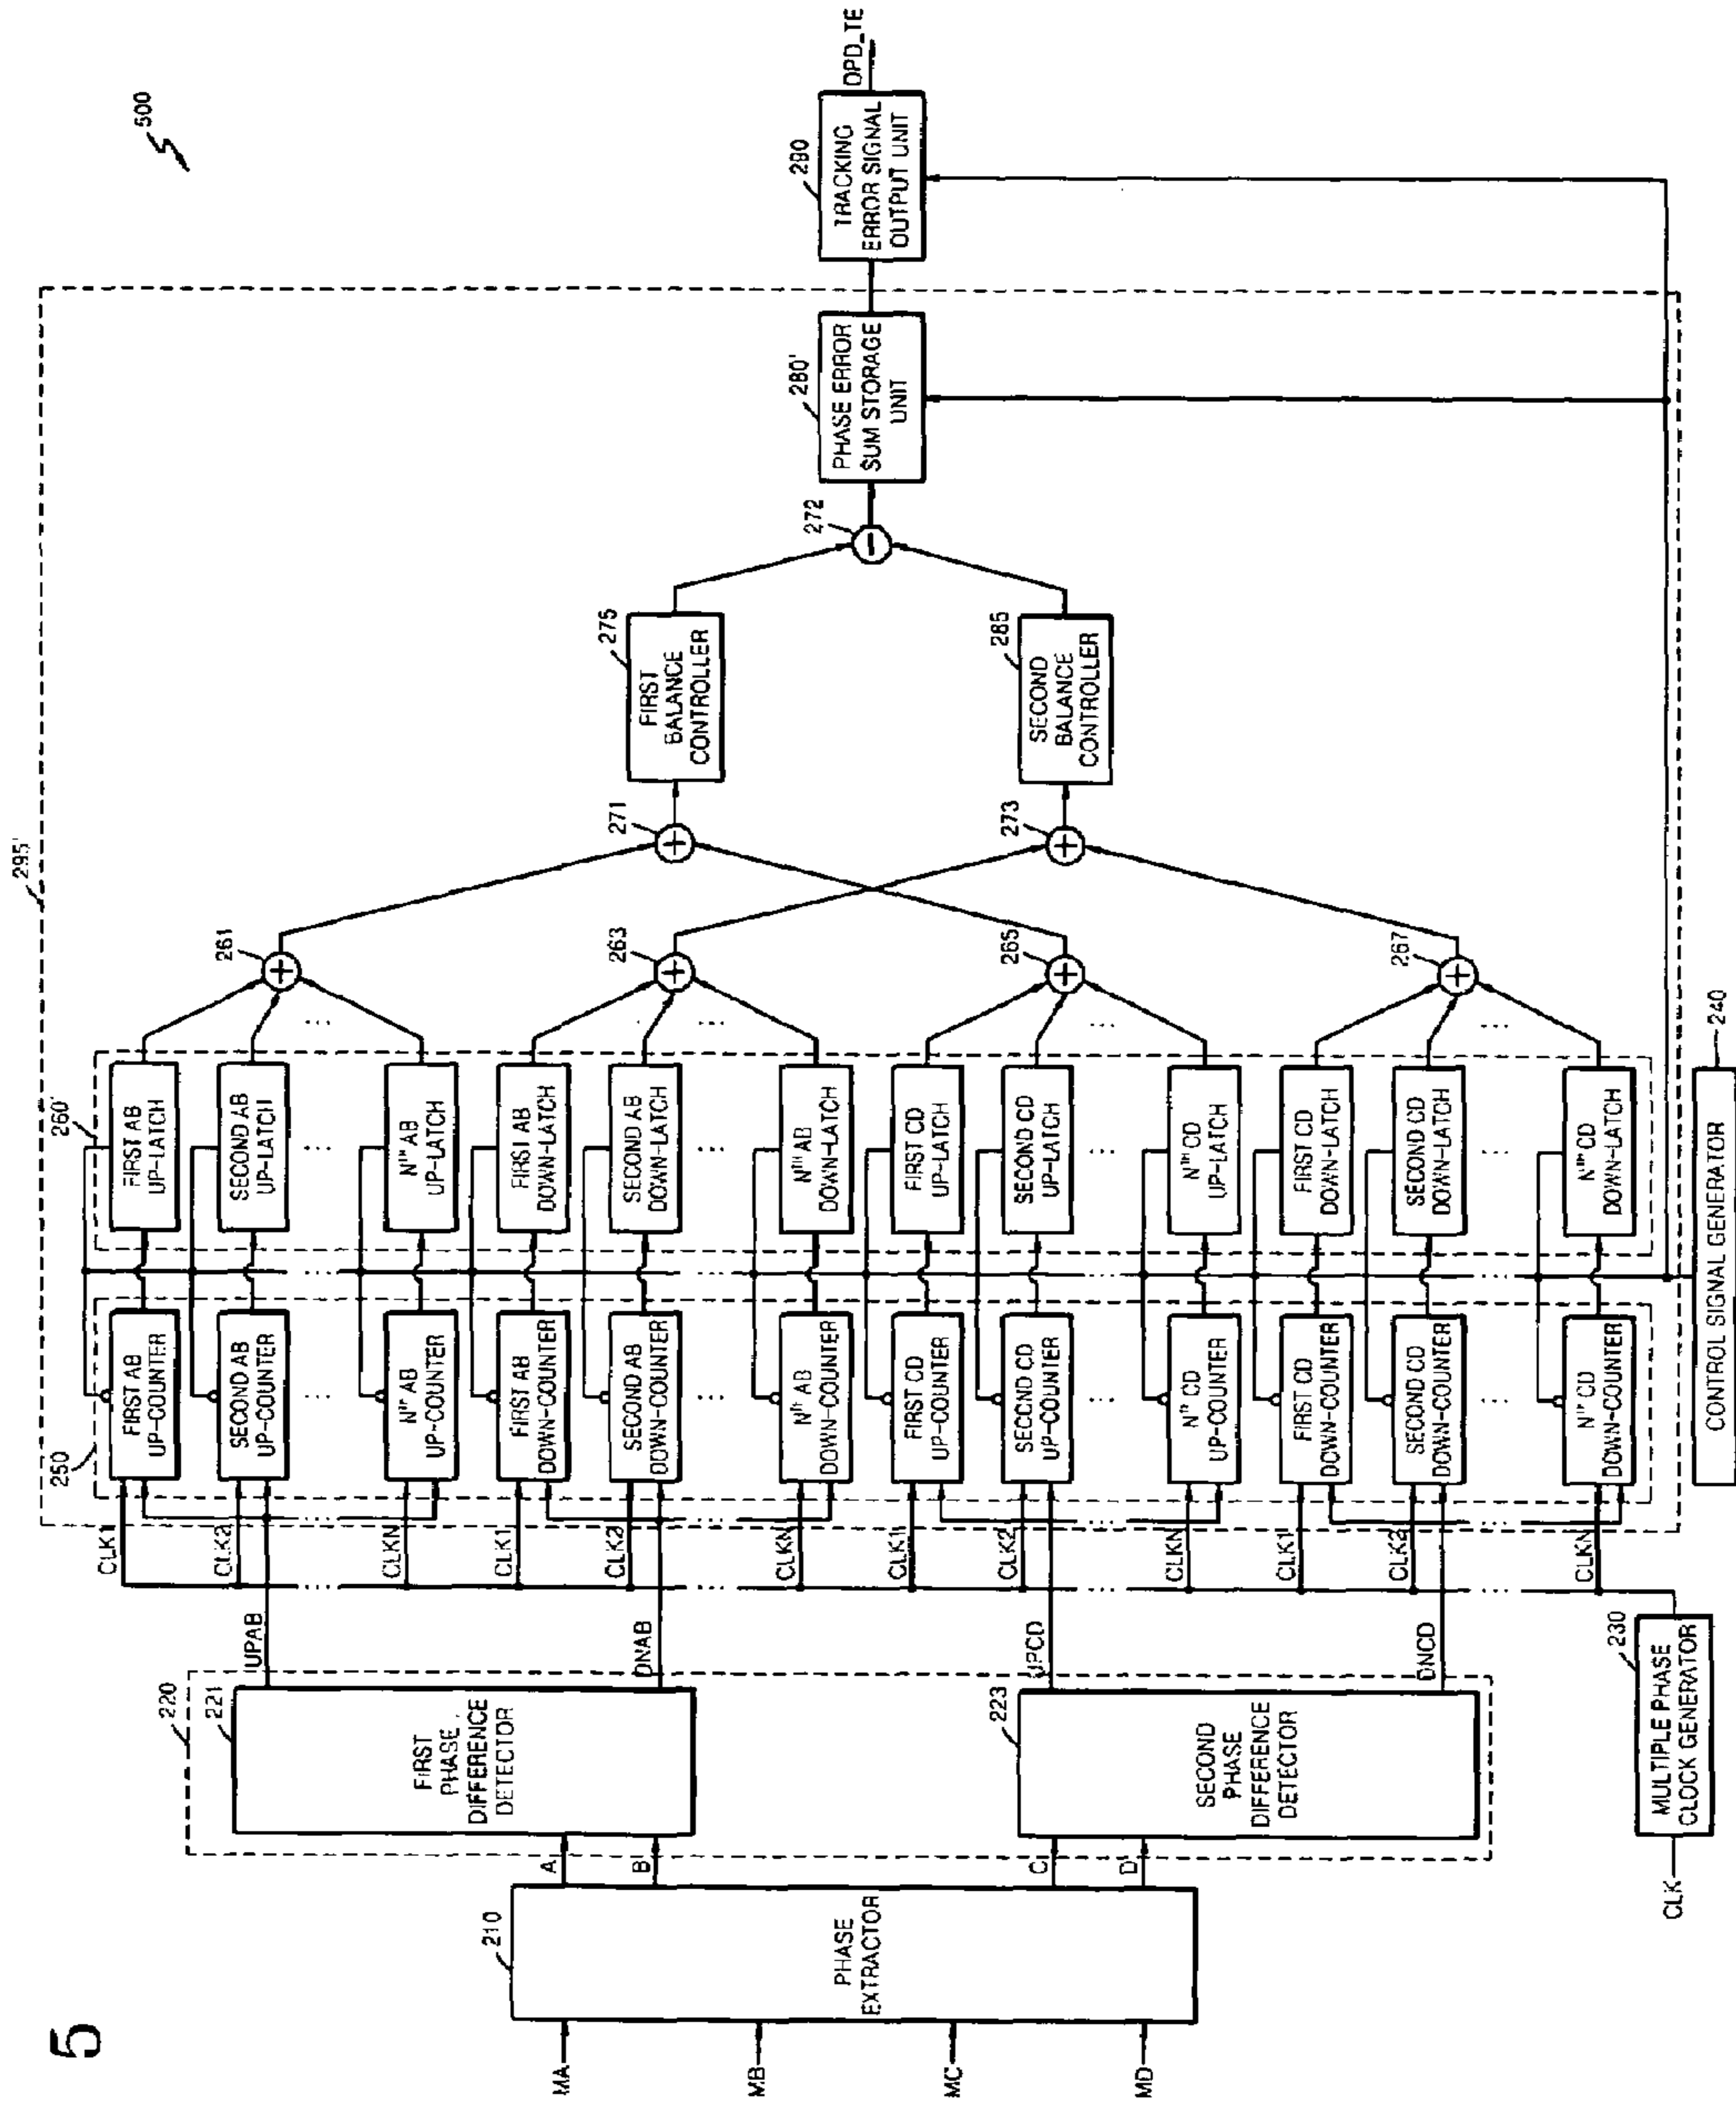 5
500
MA
MB
MC
MD
210
PHASE
EXTRACTOR
A
B
C
D
220
221
FIRST
PHASE
DIFFERENCE
DETECTOR
223
SECOND
PHASE
DIFFERENCE
DETECTOR
UPAB
DNAB
UPCD
DNCD
CLK
230
MULTIPLE PHASE
CLOCK GENERATOR
CLK1
CLK2
...
CLKN
CLK1
CLK2
...
CLKN
CLK1
CLK2
...
CLKN
CLK1
CLK2
...
CLKN
295'
250
FIRST AB
UP-COUNTER
SECOND AB
UP-COUNTER
...
NTH AB
UP-COUNTER
FIRST AB
DOWN-COUNTER
SECOND AB
DOWN-COUNTER
...
NTH AB
DOWN-COUNTER
FIRST CD
UP-COUNTER
SECOND CD
UP-COUNTER
...
NTH CD
UP-COUNTER
FIRST CD
DOWN-COUNTER
SECOND CD
DOWN-COUNTER
...
NTH CD
DOWN-COUNTER
260'
FIRST AB
UP-LATCH
SECOND AB
UP-LATCH
...
NTH AB
UP-LATCH
FIRST AB
DOWN-LATCH
SECOND AB
DOWN-LATCH
...
NTH AB
DOWN-LATCH
FIRST CD
UP-LATCH
SECOND CD
UP-LATCH
...
NTH CD
UP-LATCH
FIRST CD
DOWN-LATCH
SECOND CD
DOWN-LATCH
...
NTH CD
DOWN-LATCH
CONTROL SIGNAL GENERATOR
240
261
+
263
+
265
+
267
+
271
+
273
+
275
FIRST
BALANCE
CONTROLLER
285
SECOND
BALANCE
CONTROLLER
272
-
280'
PHASE ERROR
SUM STORAGE
UNIT
290
TRACKING
ERROR SIGNAL
OUTPUT UNIT
DPD_TE